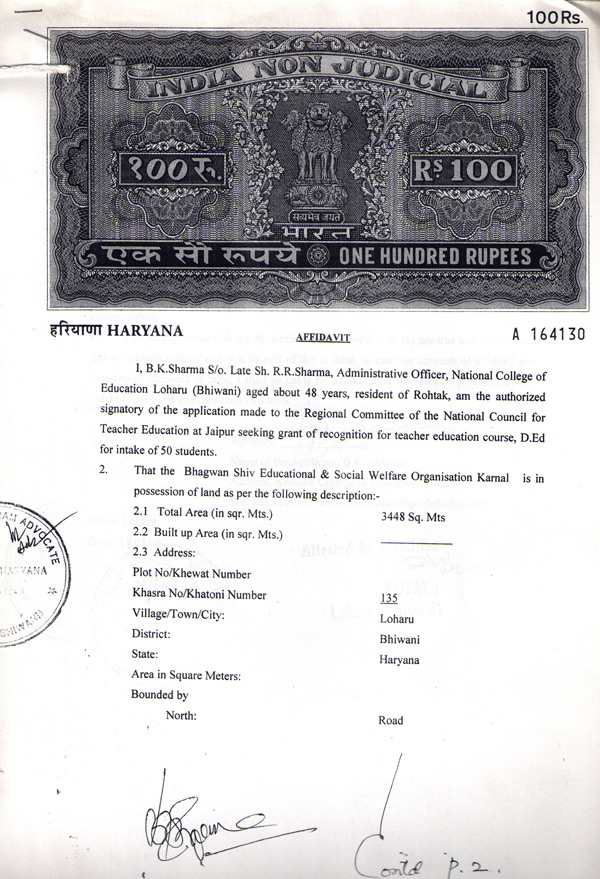 100 Rs.
INDIA NON JUDICIAL
१०० रु.
Rs 100
सत्यमेव जयते
भारत
एक सौ रुपये ONE HUNDRED RUPEES
हरियाणा HARYANA
A 164130
AFFIDAVIT
I, B.K.Sharma S/o. Late Sh. R.R.Sharma, Administrative Officer, National College of
Education Loharu (Bhiwani) aged about 48 years, resident of Rohtak, am the authorized
signatory of the application made to the Regional Committee of the National Council for
Teacher Education at Jaipur seeking grant of recognition for teacher education course, D.Ed
for intake of 50 students.
2. That the Bhagwan Shiv Educational & Social Welfare Organisation Karnal is in
possession of land as per the following description:-
2.1 Total Area (in sqr. Mts.) 3448 Sq. Mts
2.2 Built up Area (in sqr. Mts.)
2.3 Address:
Plot No/Khewat Number
Khasra No/Khatoni Number 135
Village/Town/City: Loharu
District: Bhiwani
State: Haryana
Area in Square Meters:
Bounded by
North: Road
ADVOCATE
Contd p. 2.